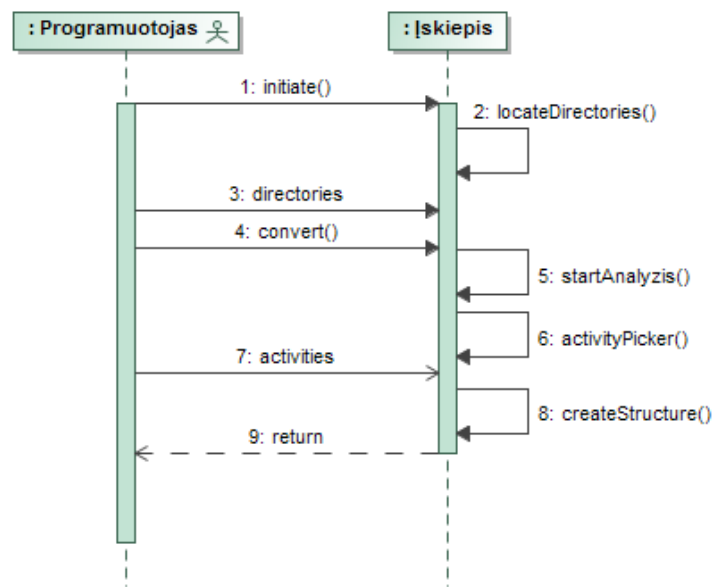 : Programuotojas
: Įskiepis
1: initiate()
2: locateDirectories()
3: directories
4: convert()
5: startAnalyzis()
6: activityPicker()
7: activities
8: createStructure()
9: return